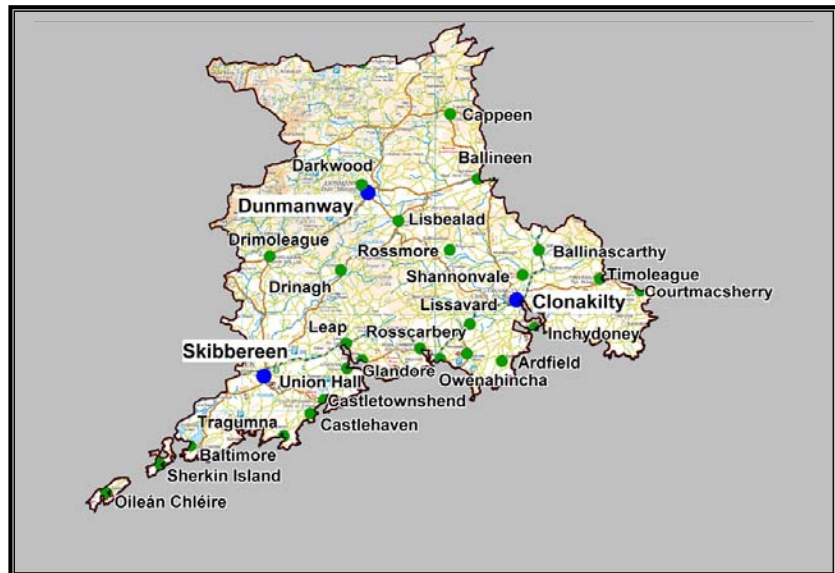 Cappeen
Ballineen
Darkwood
Dunmanway
Lisbealad
Drimoleague
Rossmore
Ballinascarthy
Shannonvale
Timoleague
Drinagh
Courtmacsherry
Lissavard
Clonakilty
Leap
Rosscarbery
Inchydoney
Skibbereen
Union Hall
Glandore
Ardfield
Owenahincha
Castletownshend
Tragumna
Castlehaven
Baltimore
Sherkin Island
Oileán Chléire